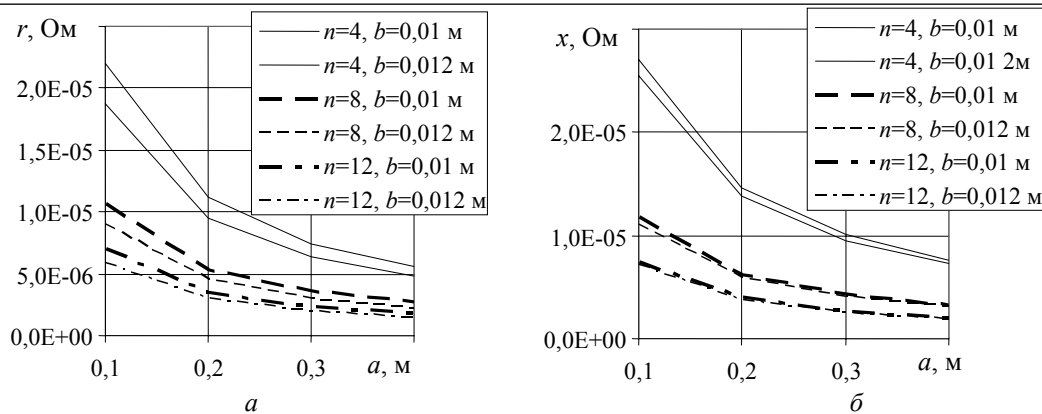 r, Ом
2,0E-05
1,5E-05
1,0E-05
5,0E-06
0,0E+00
0,1
0,2
0,3
a, м
n=4, b=0,01 м
n=4, b=0,012 м
n=8, b=0,01 м
n=8, b=0,012 м
n=12, b=0,01 м
n=12, b=0,012 м
а
x, Ом
2,0E-05
1,0E-05
0,0E+00
0,1
0,2
0,3
a, м
n=4, b=0,01 м
n=4, b=0,01 2м
n=8, b=0,01 м
n=8, b=0,012 м
n=12, b=0,01 м
n=12, b=0,012 м
б